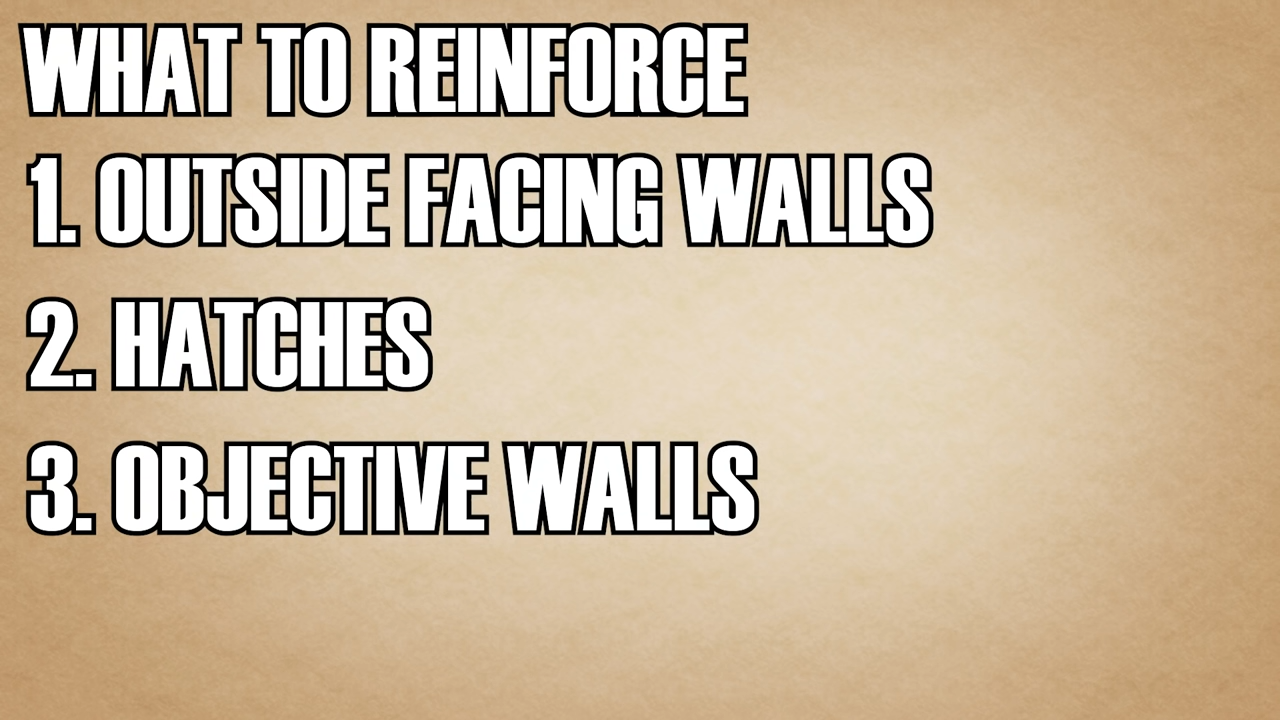 WHAT TO REINFORCE
1. OUTSIDE FACING WALLS
2. HATCHES
3. OBJECTIVE WALLS